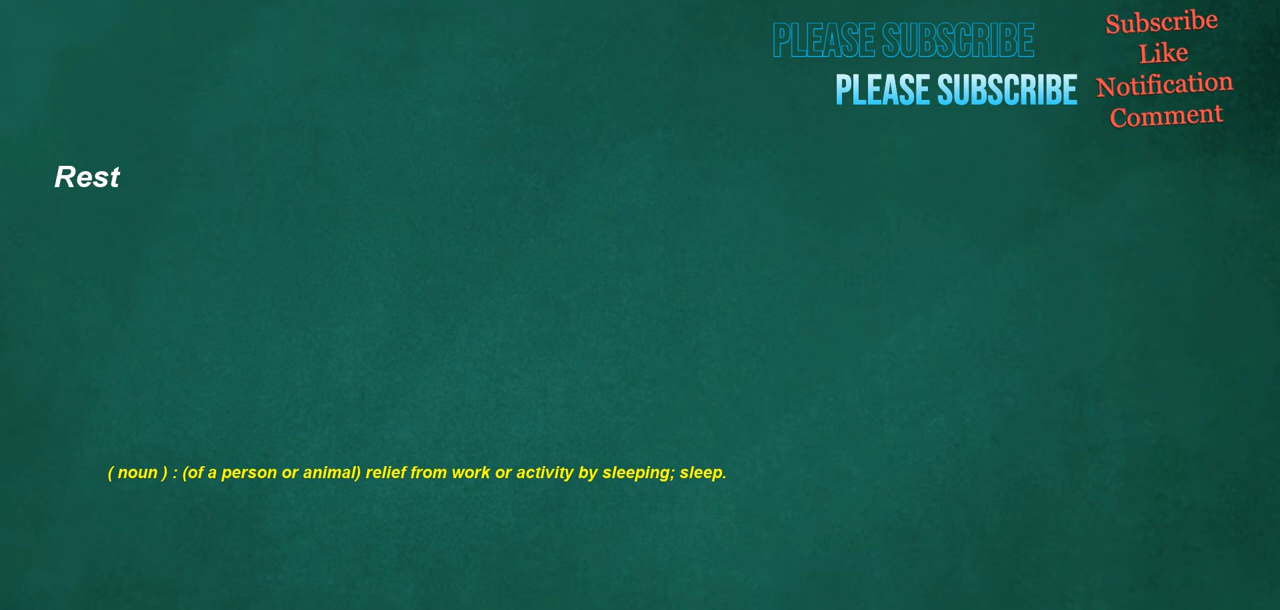 PLEASE SUBSCRIBE
PLEASE SUBSCRIBE
Subscribe
Like
Notification
Comment
Rest
( noun ) : (of a person or animal) relief from work or activity by sleeping; sleep.